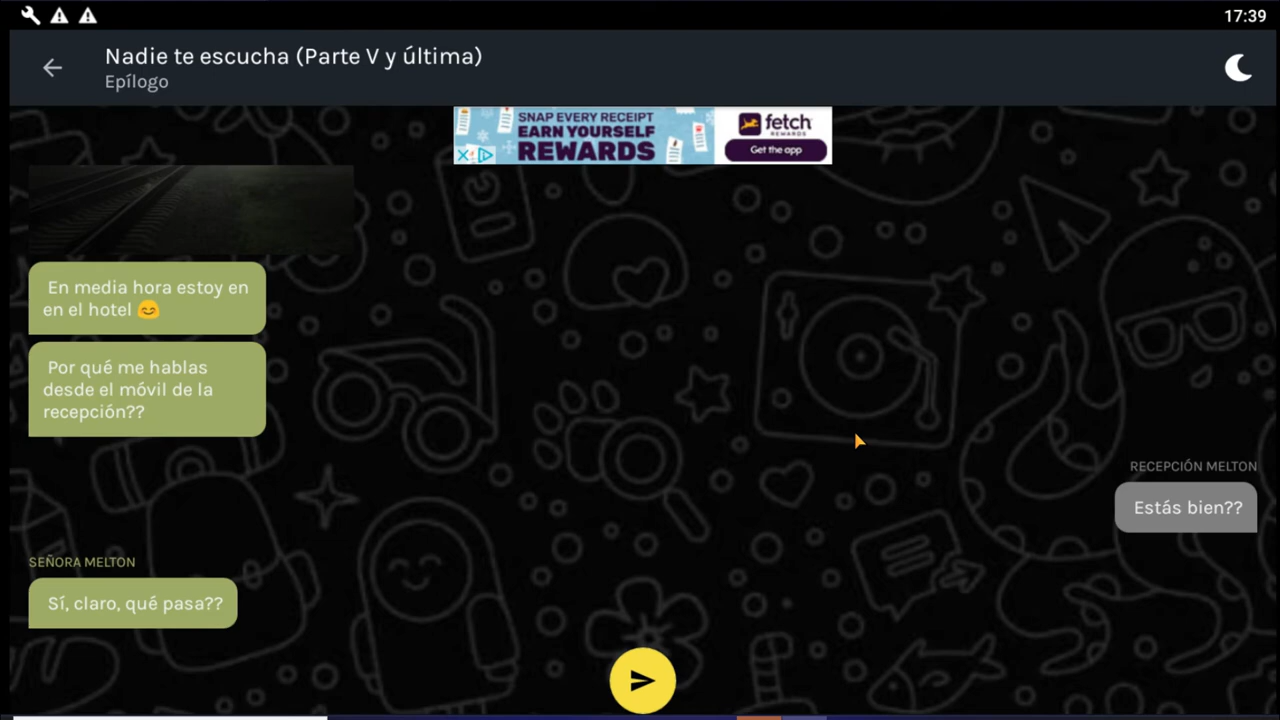 17:39
Nadie te escucha (Parte V y última)
Epílogo
SNAP EVERY RECEIPT
EARN YOURSELF
REWARDS
fetch
REWARDS
Get the app
En media hora estoy en
en el hotel 😊
Por qué me hablas
desde el móvil de la
recepción??
RECEPCIÓN MELTON
Estás bien??
SEÑORA MELTON
Sí, claro, qué pasa??